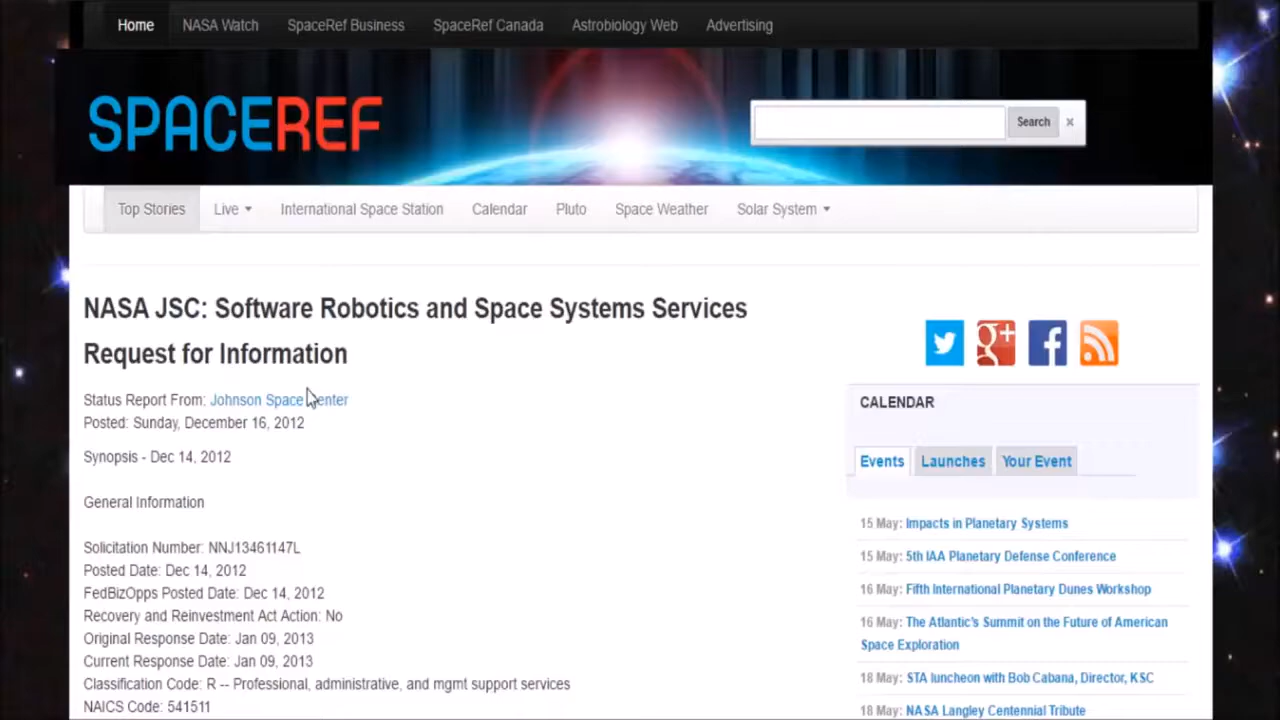 Home NASA Watch SpaceRef Business SpaceRef Canada Astrobiology Web Advertising
SPACEREF
Search ×
Top Stories Live International Space Station Calendar Pluto Space Weather Solar System
NASA JSC: Software Robotics and Space Systems Services
Request for Information
Status Report From: Johnson Space Center
Posted: Sunday, December 16, 2012
Synopsis - Dec 14, 2012
General Information
Solicitation Number: NNJ13461147L
Posted Date: Dec 14, 2012
FedBizOpps Posted Date: Dec 14, 2012
Recovery and Reinvestment Act Action: No
Original Response Date: Jan 09, 2013
Current Response Date: Jan 09, 2013
Classification Code: R -- Professional, administrative, and mgmt support services
NAICS Code: 541511
g+ f
CALENDAR
Events Launches Your Event
15 May: Impacts in Planetary Systems
15 May: 5th IAA Planetary Defense Conference
16 May: Fifth International Planetary Dunes Workshop
16 May: The Atlantic's Summit on the Future of American
Space Exploration
18 May: STA luncheon with Bob Cabana, Director, KSC
18 May: NASA Langley Centennial Tribute